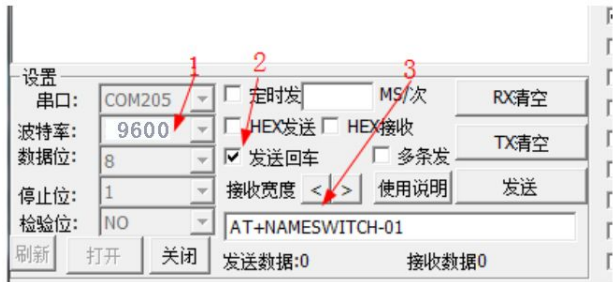 设置
1 2 3
串口: COM205 定时发 MS/次 RX清空
波特率: 9600 HEX发送 HEX接收
TX清空
数据位: 8 发送回车 多条发
停止位: 1 接收宽度 < > 使用说明 发送
检验位: NO AT+NAMESWITCH-01
刷新 打开 关闭 发送数据:0 接收数据0